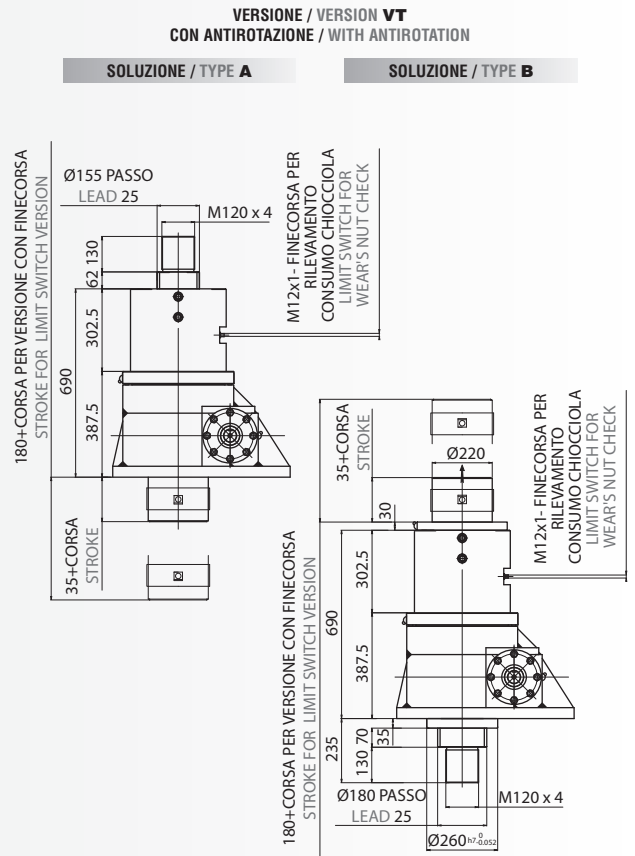 VERSIONE / VERSION VT
CON ANTIROTAZIONE / WITH ANTIROTATION
SOLUZIONE / TYPE A
SOLUZIONE / TYPE B
180+CORSA PER VERSIONE CON FINECORSA
STROKE FOR LIMIT SWITCH VERSION
Ø155 PASSO
LEAD 25
M120 x 4
130
62
302.5
690
387.5
35+CORSA
STROKE
M12x1- FINECORSA PER
RILEVAMENTO
CONSUMO CHIOCCIOLA
LIMIT SWITCH FOR
WEAR'S NUT CHECK
35+CORSA
STROKE
Ø220
30
M12x1- FINECORSA PER
RILEVAMENTO
CONSUMO CHIOCCIOLA
LIMIT SWITCH FOR
WEAR'S NUT CHECK
180+CORSA PER VERSIONE CON FINECORSA
STROKE FOR LIMIT SWITCH VERSION
302.5
690
387.5
235
70
35
130
Ø180 PASSO
LEAD 25
M120 x 4
Ø260 h7 0 -0.052